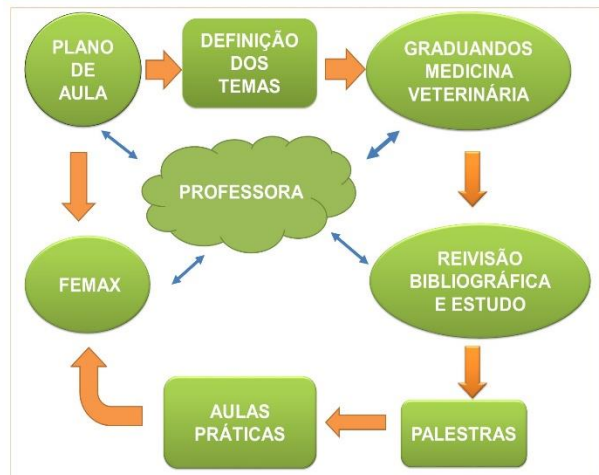 PLANO
DE
AULA
DEFINIÇÃO
DOS
TEMAS
GRADUANDOS
MEDICINA
VETERINÁRIA
PROFESSORA
FEMAX
REIVISÃO
BIBLIOGRÁFICA
E ESTUDO
AULAS
PRÁTICAS
PALESTRAS